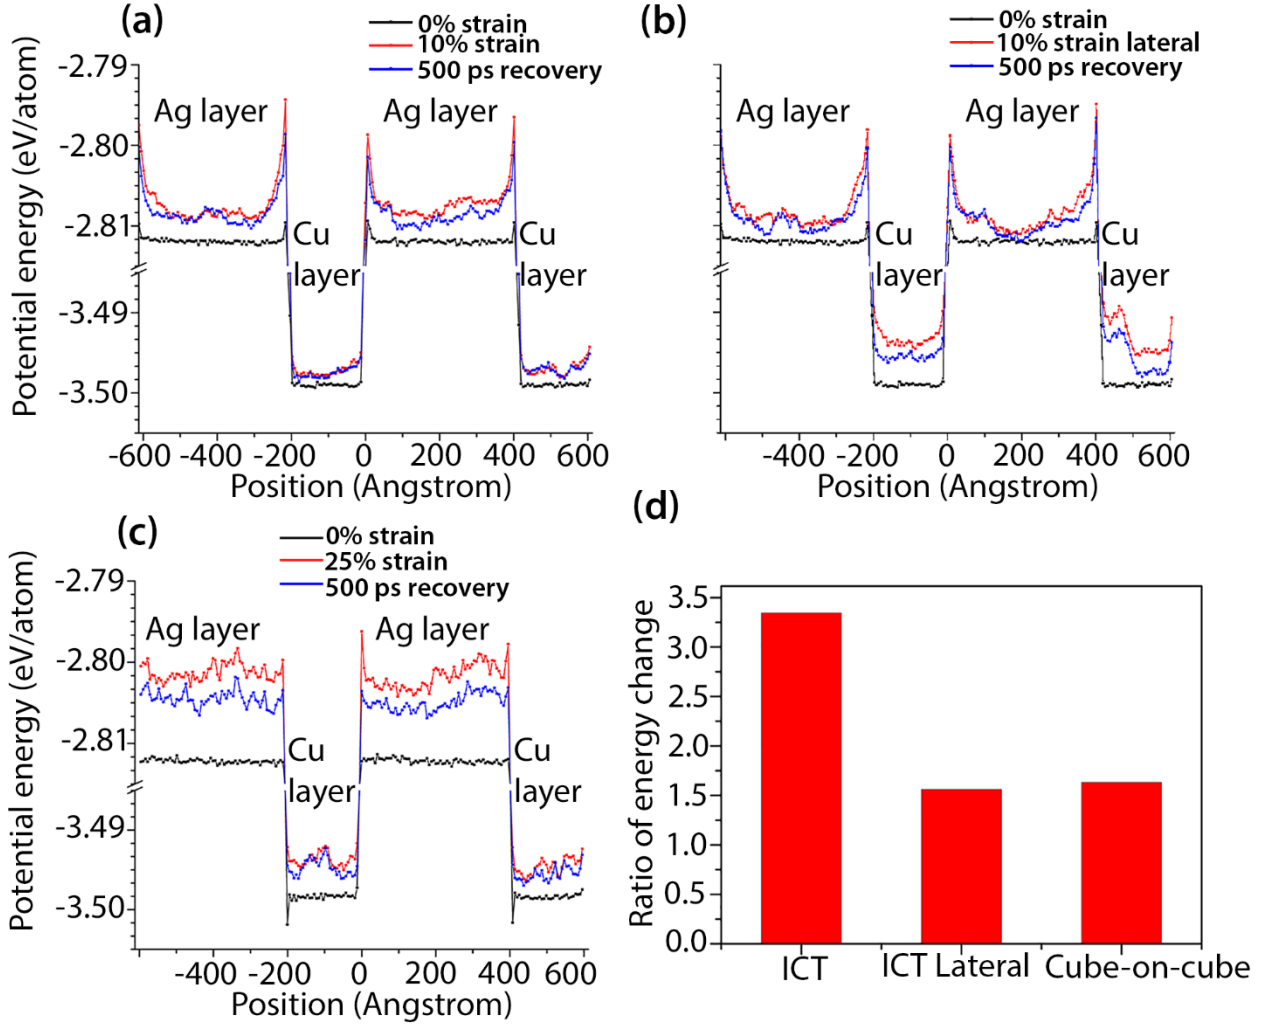 (a)
0% strain
10% strain
500 ps recovery
Potential energy (eV/atom)
-2.79
-2.80
-2.81
-3.49
-3.50
Ag layer
Ag layer
Cu
layer
Cu
layer
-600 -400 -200 0 200 400 600
Position (Angstrom)
(b)
0% strain
10% strain lateral
500 ps recovery
Ag layer
Ag layer
Cu
layer
Cu
layer
-400 -200 0 200 400 600
Position (Angstrom)
(c)
0% strain
25% strain
500 ps recovery
Potential energy (eV/atom)
-2.79
-2.80
-2.81
-3.49
-3.50
Ag layer
Ag layer
Cu
layer
Cu
layer
-400 -200 0 200 400 600
Position (Angstrom)
(d)
Ratio of energy change
3.5
3.0
2.5
2.0
1.5
1.0
0.5
0.0
ICT ICT Lateral Cube-on-cube